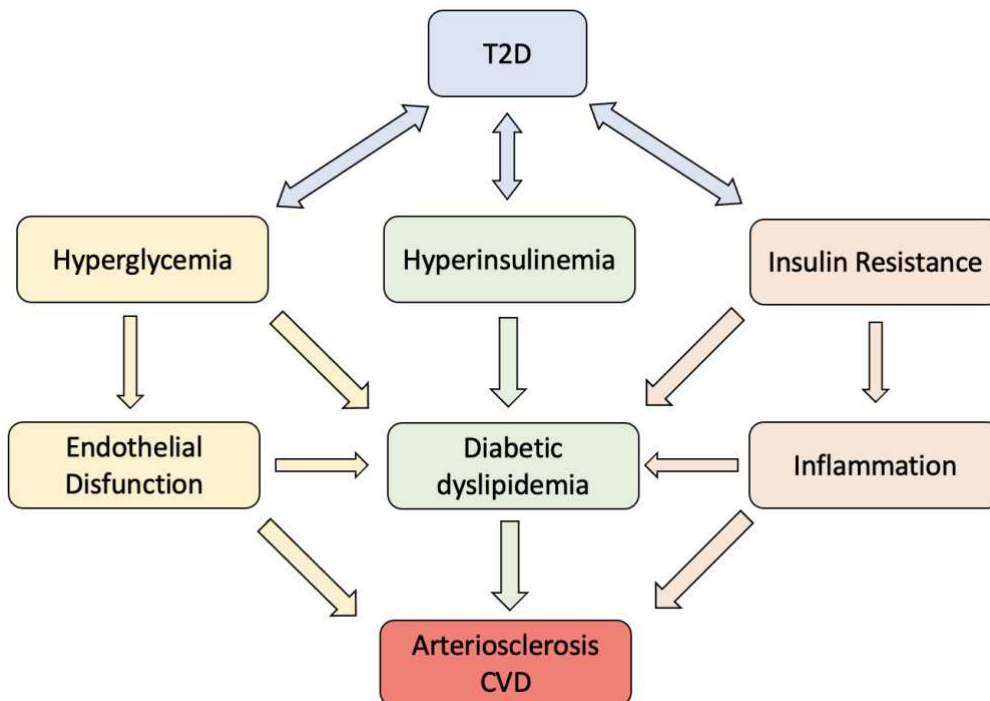 T2D
Hyperglycemia
Hyperinsulinemia
Insulin Resistance
Endothelial
Disfunction
Diabetic
dyslipidemia
Inflammation
Arteriosclerosis
CVD